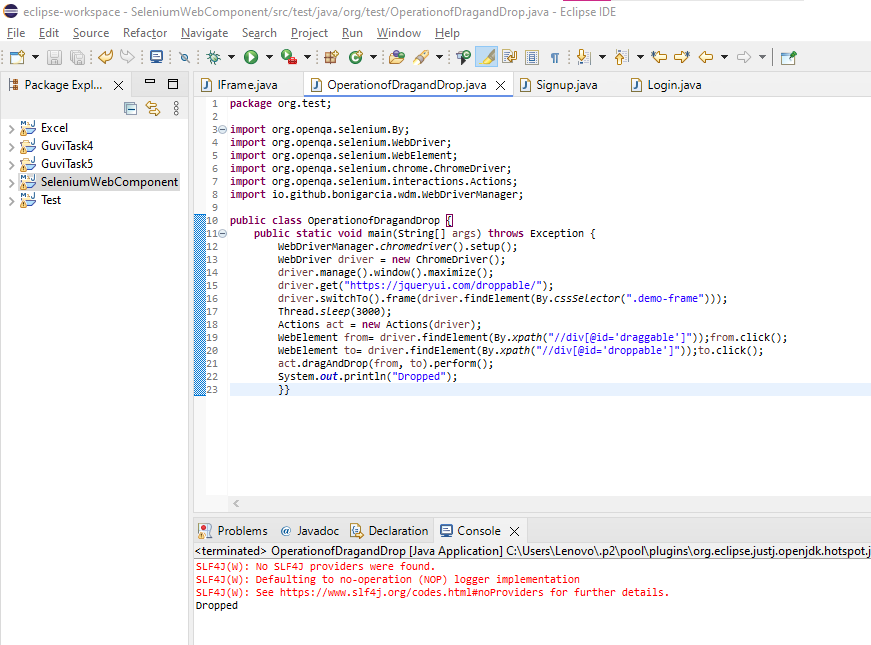 eclipse-workspace - SeleniumWebComponent/src/test/java/org/test/OperationofDragandDrop.java - Eclipse IDE
File Edit Source Refactor Navigate Search Project Run Window Help
Package Expl...
IFrame.java OperationofDragandDrop.java Signup.java Login.java
Excel
GuviTask4
GuviTask5
SeleniumWebComponent
Test
1 package org.test;
2
3 import org.openqa.selenium.By;
4 import org.openqa.selenium.WebDriver;
5 import org.openqa.selenium.WebElement;
6 import org.openqa.selenium.chrome.ChromeDriver;
7 import org.openqa.selenium.interactions.Actions;
8 import io.github.bonigarcia.wdm.WebDriverManager;
9
10 public class OperationofDragandDrop {
11 public static void main(String[] args) throws Exception {
12 WebDriverManager.chromedriver().setup();
13 WebDriver driver = new ChromeDriver();
14 driver.manage().window().maximize();
15 driver.get("https://jqueryui.com/droppable/");
16 driver.switchTo().frame(driver.findElement(By.cssSelector(".demo-frame")));
17 Thread.sleep(3000);
18 Actions act = new Actions(driver);
19 WebElement from= driver.findElement(By.xpath("//div[@id='draggable']"));from.click();
20 WebElement to= driver.findElement(By.xpath("//div[@id='droppable']"));to.click();
21 act.dragAndDrop(from, to).perform();
22 System.out.println("Dropped");
23 }}
Problems Javadoc Declaration Console
<terminated> OperationofDragandDrop [Java Application] C:\Users\Lenovo\.p2\pool\plugins\org.eclipse.justj.openjdk.hotspot.j
SLF4J(W): No SLF4J providers were found.
SLF4J(W): Defaulting to no-operation (NOP) logger implementation
SLF4J(W): See https://www.slf4j.org/codes.html#noProviders for further details.
Dropped